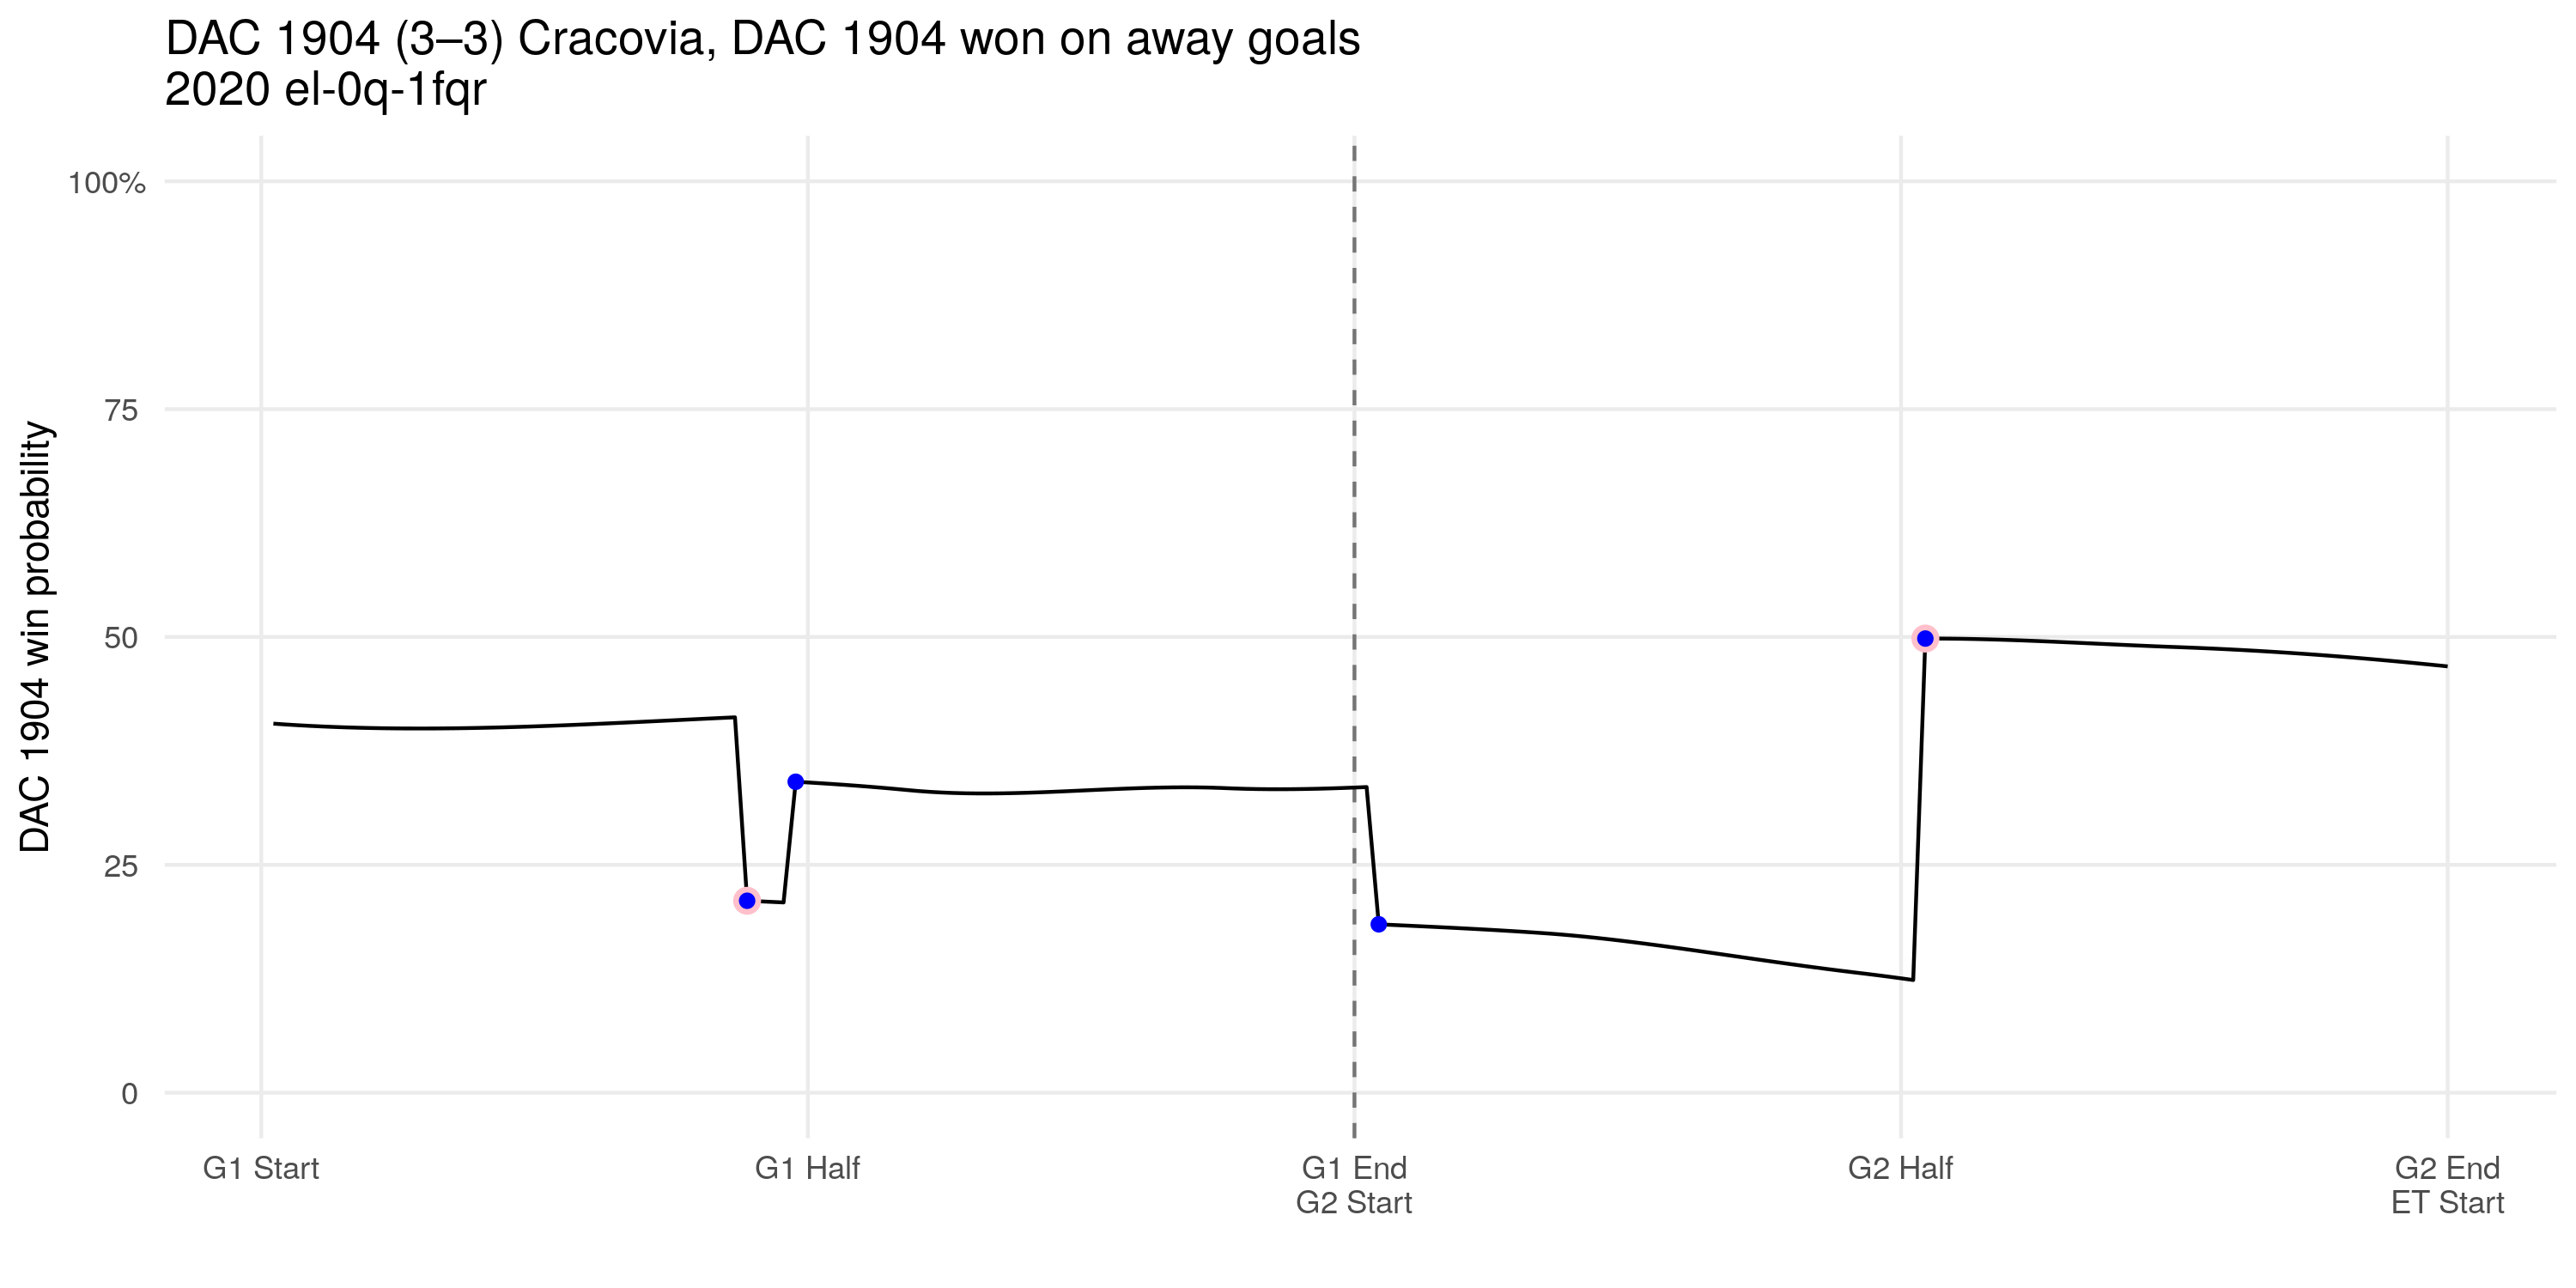 DAC 1904 (3–3) Cracovia, DAC 1904 won on away goals
2020 el-0q-1fqr
DAC 1904 win probability
100%
75
50
25
0
G1 Start
G1 Half
G1 End
G2 Start
G2 Half
G2 End
ET Start